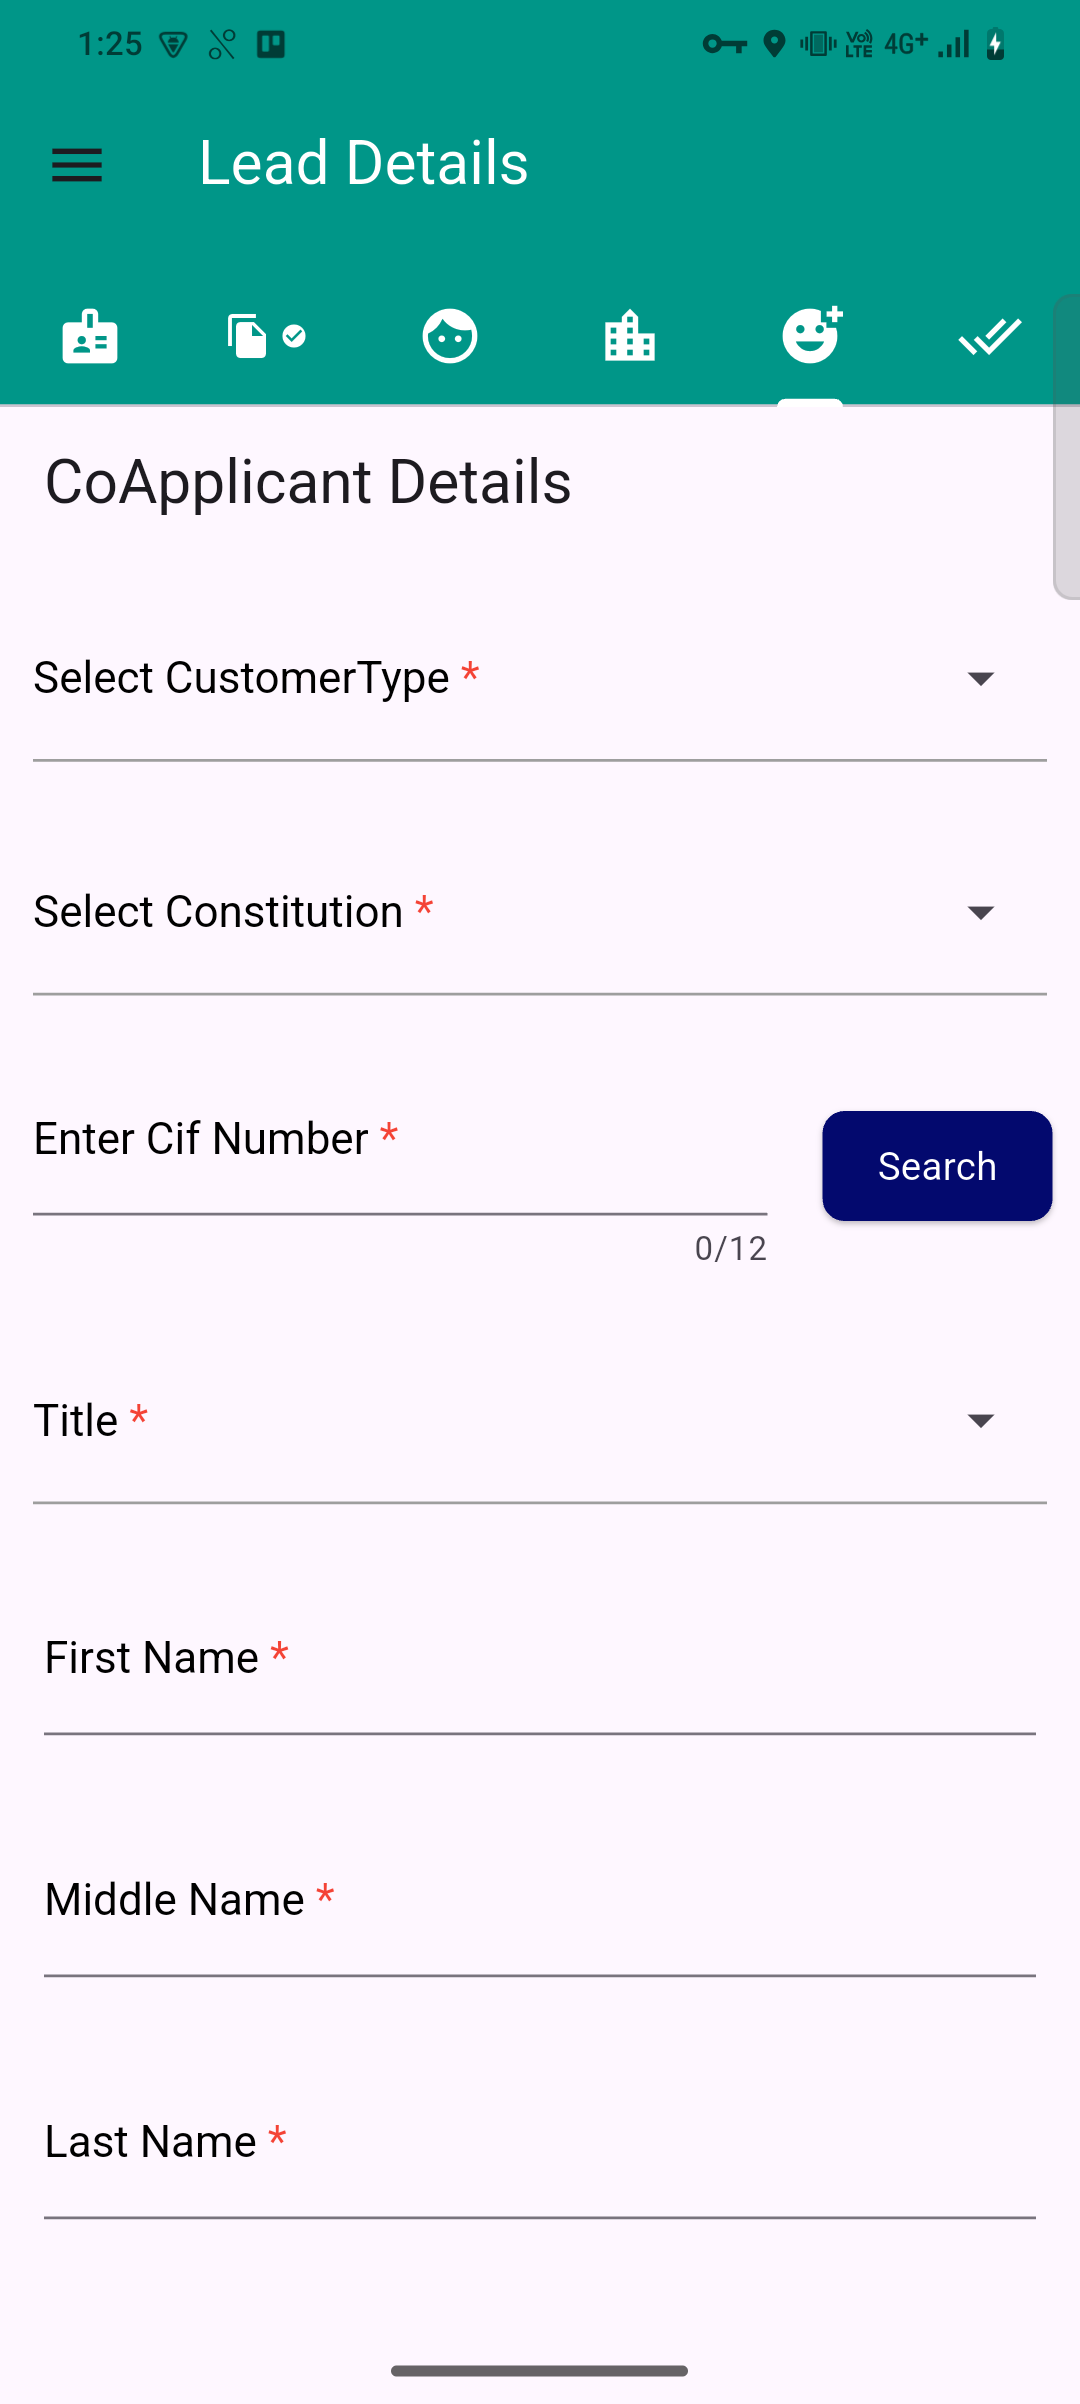 1:25 Vo)) LTE 4G+
Lead Details
CoApplicant Details
Select CustomerType *
Select Constitution *
Enter Cif Number *
Search
0/12
Title *
First Name *
Middle Name *
Last Name *